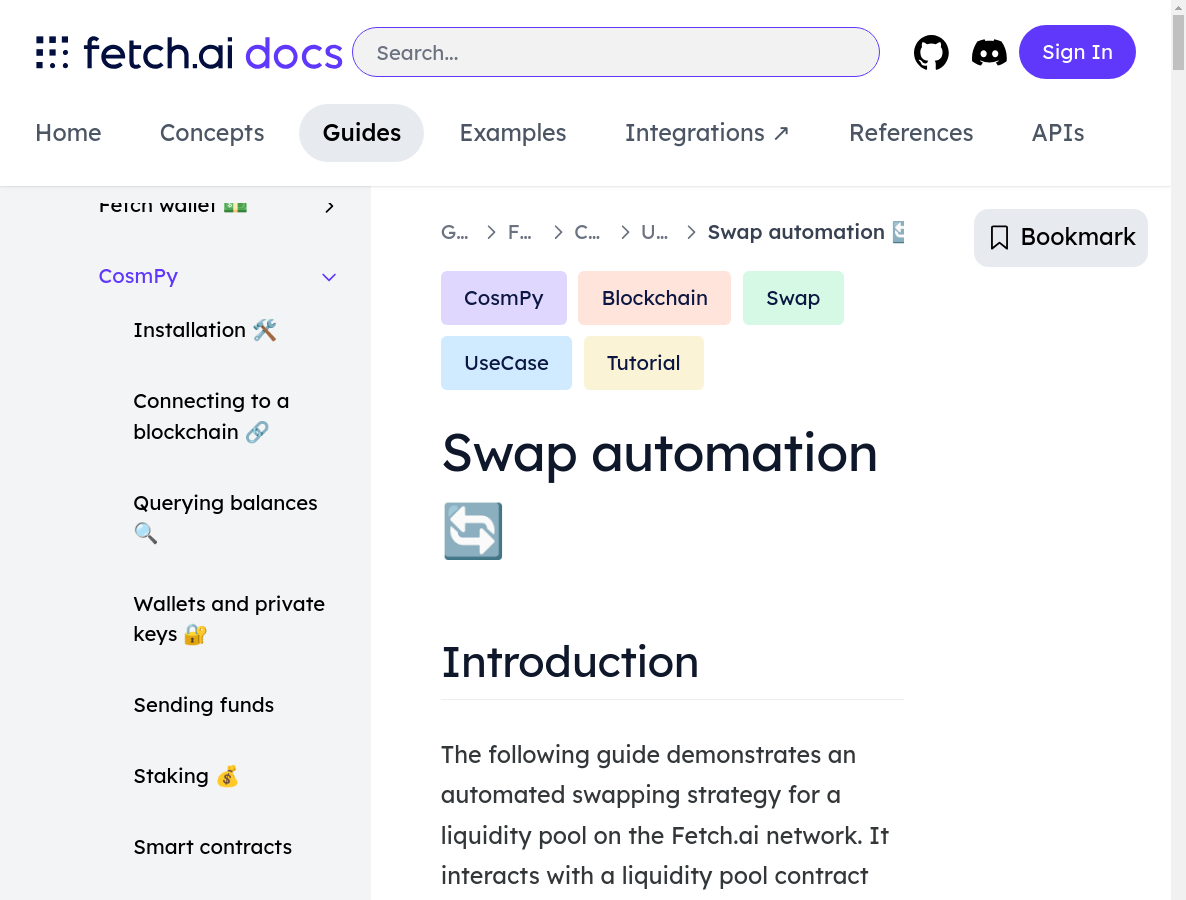 fetch.ai docs
Search...
Sign In
Home
Concepts
Guides
Examples
Integrations ↗
References
APIs
Fetch wallet 💵
CosmPy
Installation 🛠️
Connecting to a
blockchain 🔗
Querying balances
🔍
Wallets and private
keys 🔐
Sending funds
Staking 💰
Smart contracts
G... > F... > C... > U... > Swap automation 🔄
Bookmark
CosmPy
Blockchain
Swap
UseCase
Tutorial
Swap automation
🔄
Introduction
The following guide demonstrates an
automated swapping strategy for a
liquidity pool on the Fetch.ai network. It
interacts with a liquidity pool contract